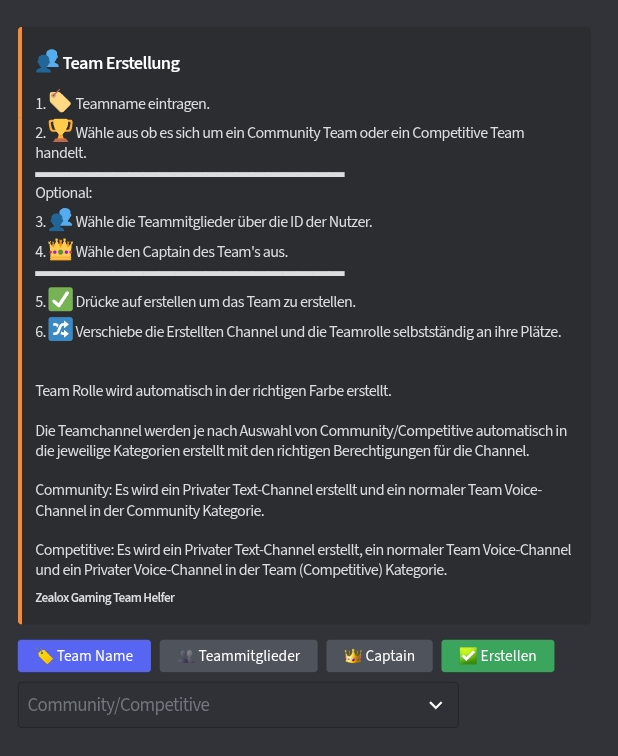 👥 Team Erstellung
1. 🏷️ Teamname eintragen.
2. 🏆 Wähle aus ob es sich um ein Community Team oder ein Competitive Team
handelt.
Optional:
3. 👥 Wähle die Teammitglieder über die ID der Nutzer.
4. 👑 Wähle den Captain des Team's aus.
5. ✅ Drücke auf erstellen um das Team zu erstellen.
6. 🔀 Verschiebe die Erstellten Channel und die Teamrolle selbstständig an ihre Plätze.
Team Rolle wird automatisch in der richtigen Farbe erstellt.
Die Teamchannel werden je nach Auswahl von Community/Competitive automatisch in
die jeweilige Kategorien erstellt mit den richtigen Berechtigungen für die Channel.
Community: Es wird ein Privater Text-Channel erstellt und ein normaler Team Voice-
Channel in der Community Kategorie.
Competitive: Es wird ein Privater Text-Channel erstellt, ein normaler Team Voice-Channel
und ein Privater Voice-Channel in der Team (Competitive) Kategorie.
Zealox Gaming Team Helfer
🏷️ Team Name 👥 Teammitglieder 👑 Captain ✅ Erstellen
Community/Competitive